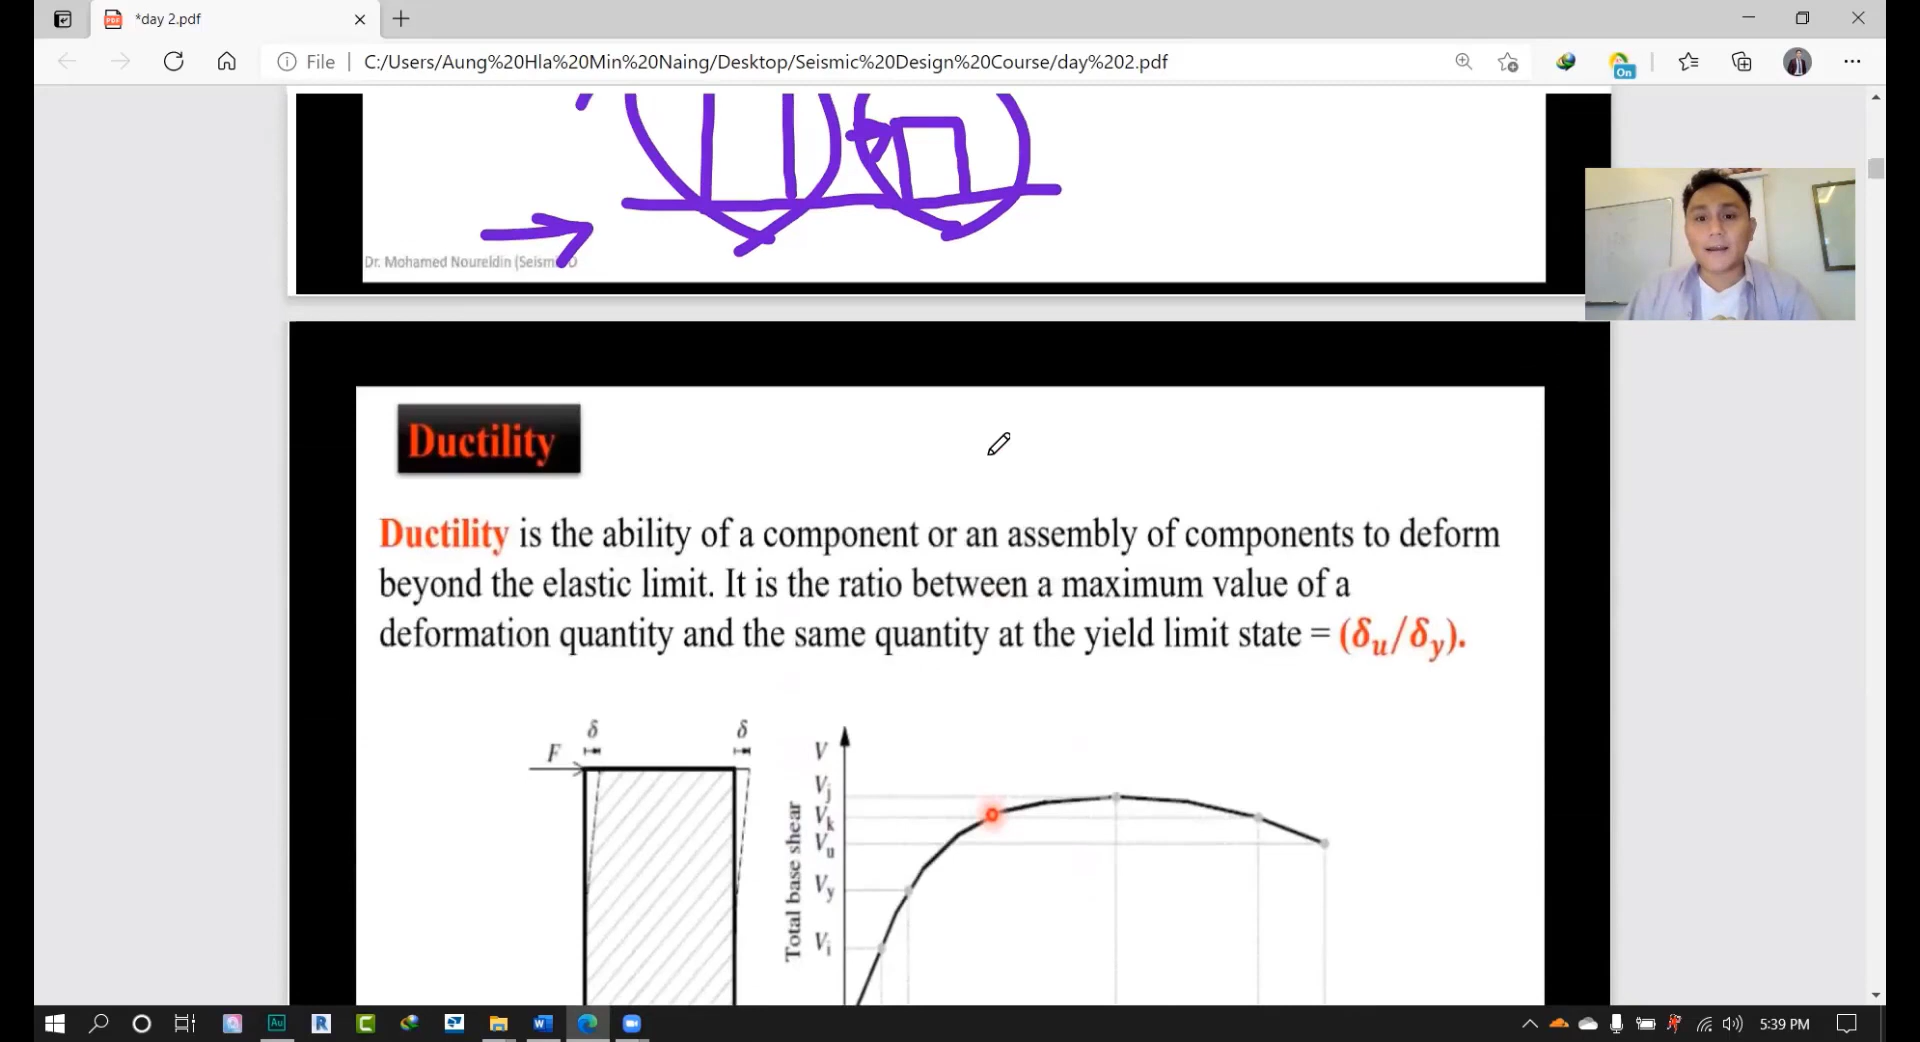 *day 2.pdf
File
C:/Users/Aung%20Hla%20Min%20Naing/Desktop/Seismic%20Design%20Course/day%202.pdf
On
Dr. Mohamed Noureldin (Seismi D
Ductility
Ductility is the ability of a component or an assembly of components to deform
beyond the elastic limit. It is the ratio between a maximum value of a
deformation quantity and the same quantity at the yield limit state = (δu/δy).
δ
δ
F
V
Vj
Vk
Vu
Vy
Vi
Total base shear
5:39 PM